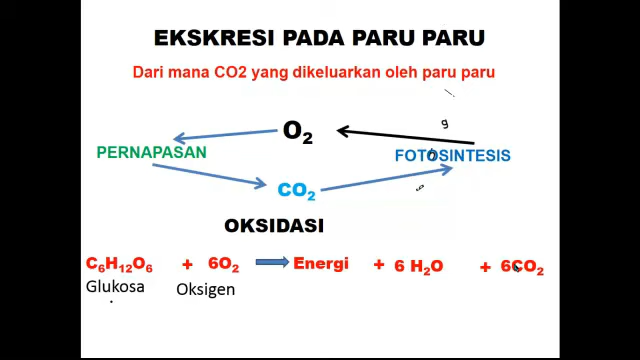 EKSKRESI PADA PARU PARU
Dari mana CO2 yang dikeluarkan oleh paru paru
O2
PERNAPASAN
FOTOSINTESIS
CO2
OKSIDASI
C6H12O6 + 6O2 Energi + 6 H2O + 6CO2
Glukosa Oksigen